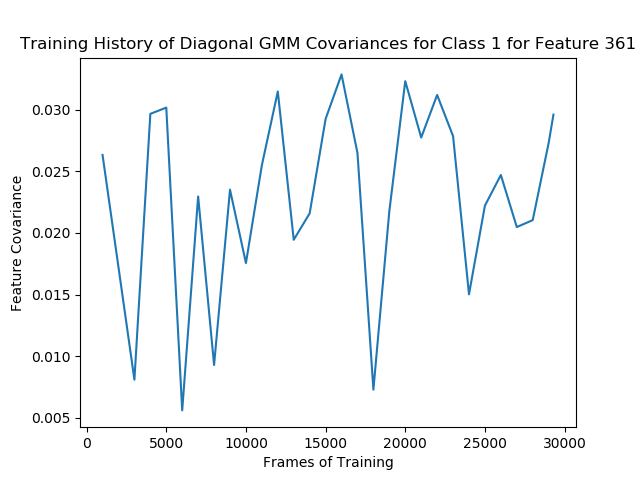 Training History of Diagonal GMM Covariances for Class 1 for Feature 361
0.030
0.025
0.020
0.015
0.010
0.005
Feature Covariance
0 5000 10000 15000 20000 25000 30000
Frames of Training